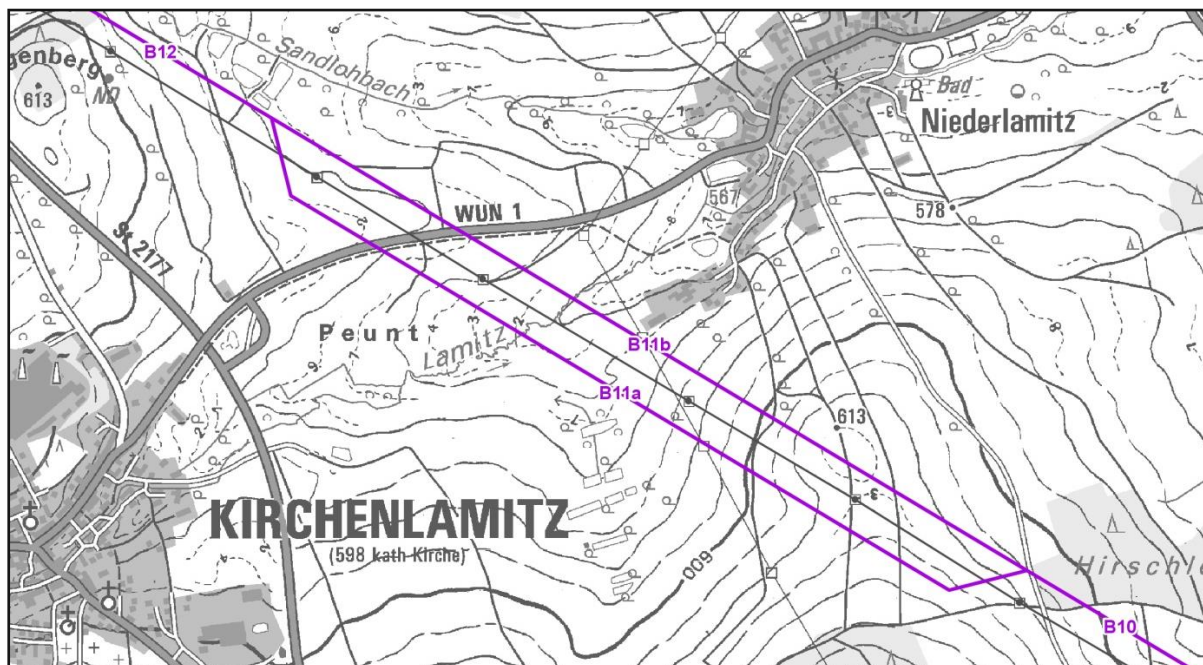 B12
Sandlohbach
genberg
613
ND
Bad
Niederlamitz
St 2177
WUN 1
567
578
Peunt
Lamitz
B11b
B11a
613
KIRCHENLAMITZ
(598 kath Kirche)
600
Hirschle
B10